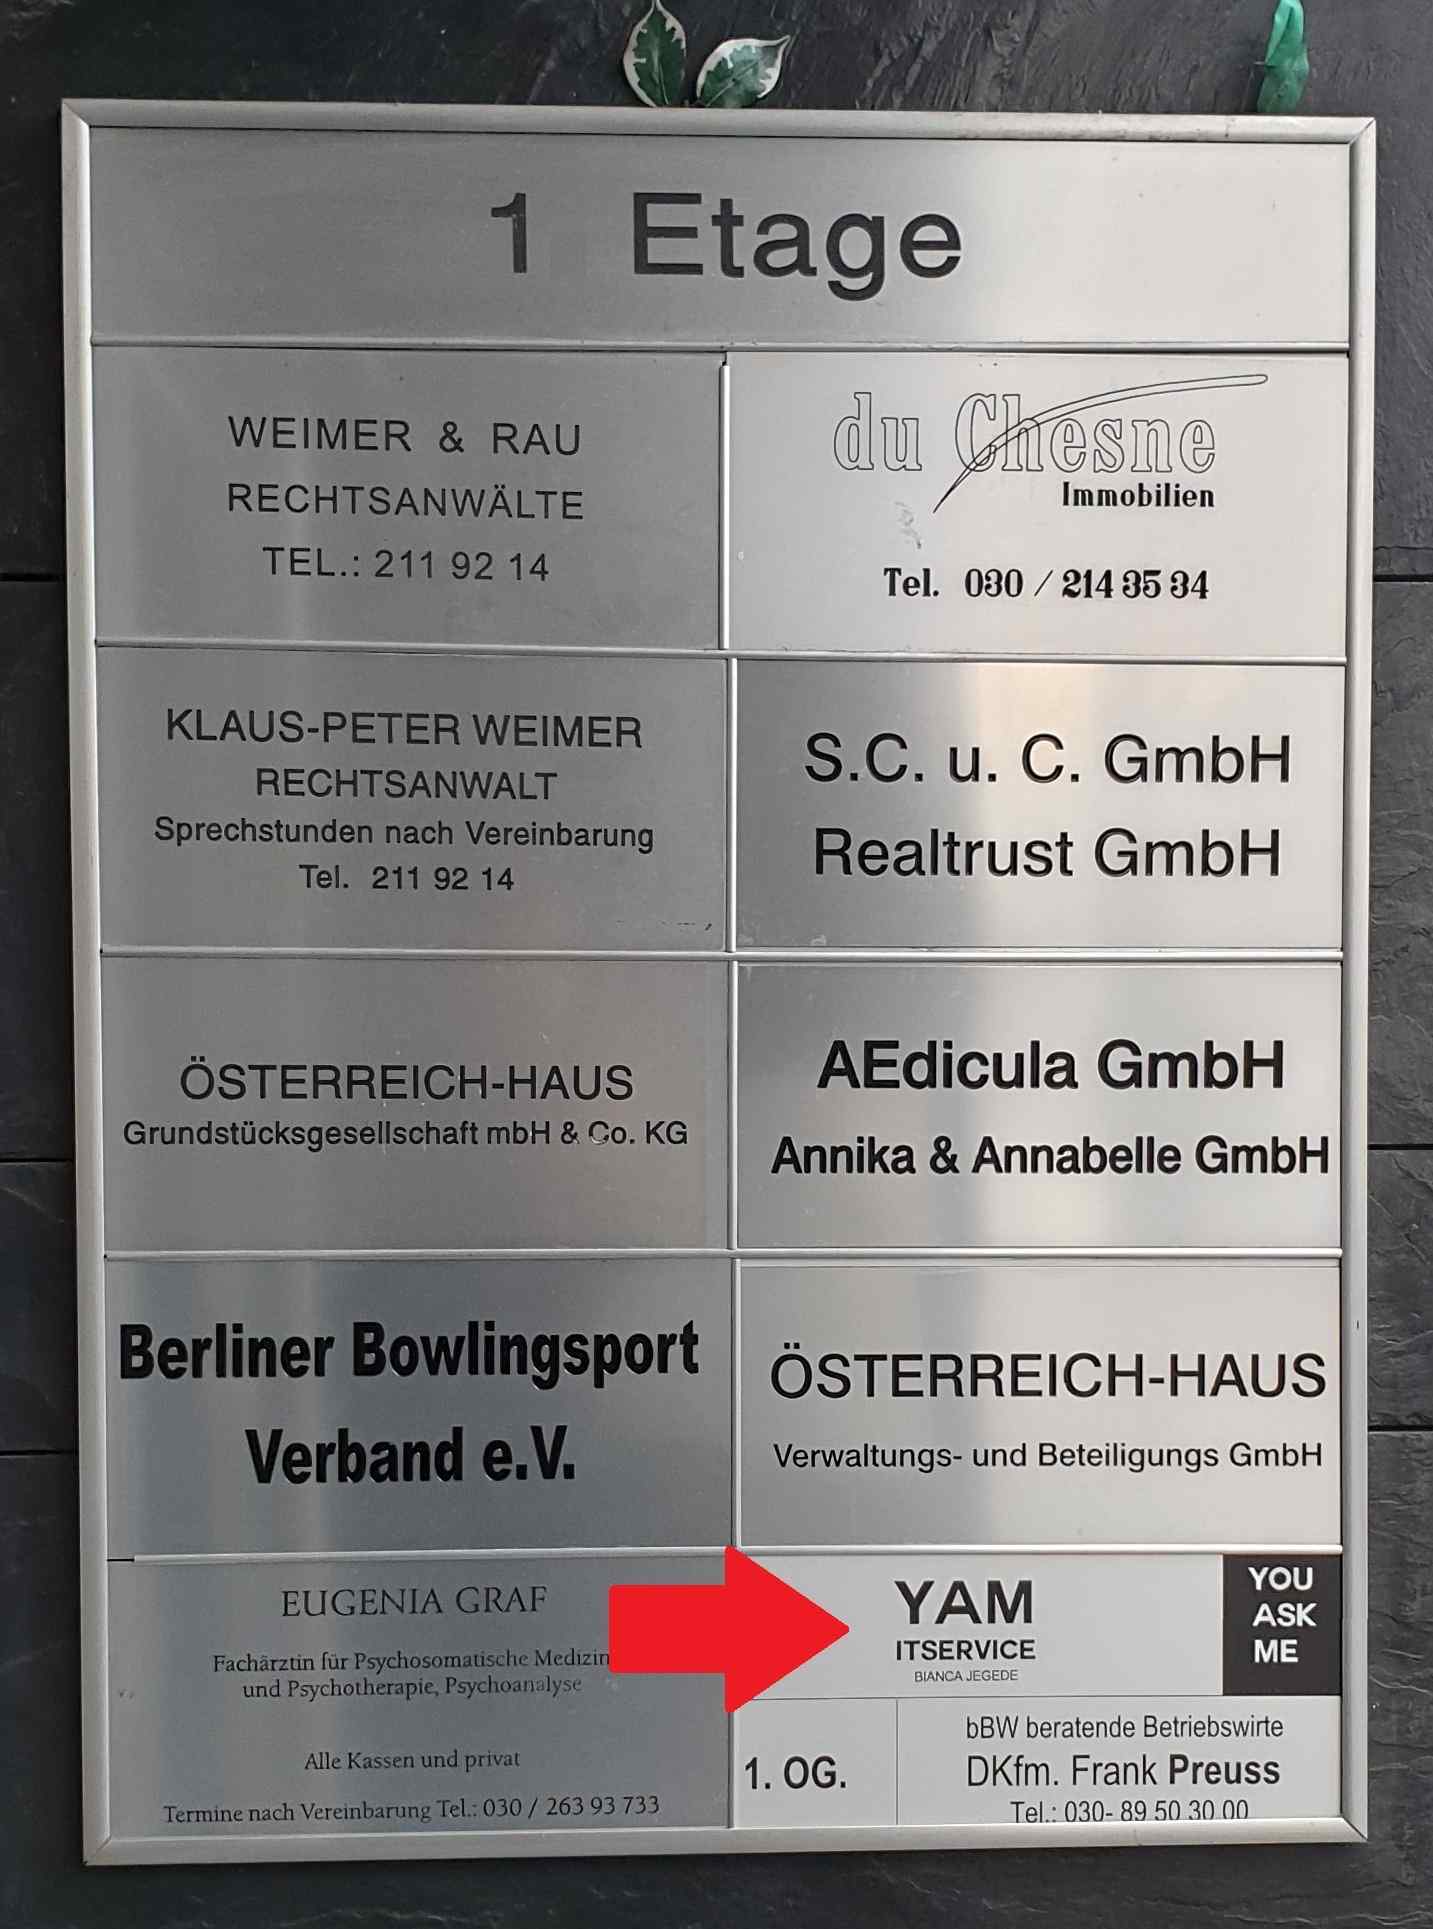 1 Etage
WEIMER & RAU
RECHTSANWÄLTE
TEL.: 211 92 14
du Chesne
Immobilien
Tel. 030 / 214 35 34
KLAUS-PETER WEIMER
RECHTSANWALT
Sprechstunden nach Vereinbarung
Tel. 211 92 14
S.C. u. C. GmbH
Realtrust GmbH
ÖSTERREICH-HAUS
Grundstücksgesellschaft mbH & Co. KG
AEdicula GmbH
Annika & Annabelle GmbH
Berliner Bowlingsport
Verband e.V.
ÖSTERREICH-HAUS
Verwaltungs- und Beteiligungs GmbH
EUGENIA GRAF
Fachärztin für Psychosomatische Medizin
und Psychotherapie, Psychoanalyse
Alle Kassen und privat
Termine nach Vereinbarung Tel.: 030 / 263 93 733
YAM
ITSERVICE
BIANCA JEGEDE
YOU
ASK
ME
1. OG.
bBW beratende Betriebswirte
DKfm. Frank Preuss
Tel.: 030- 89 50 30 00